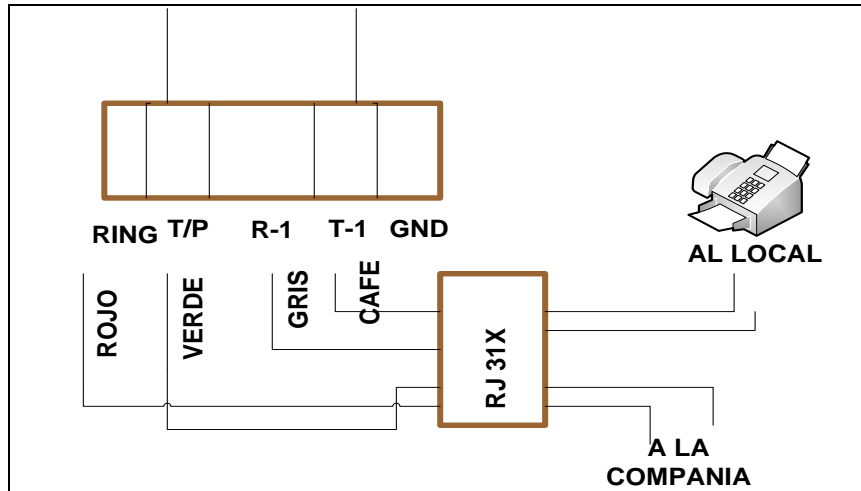 RING T/P R-1 T-1 GND
AL LOCAL
ROJO
VERDE
GRIS
CAFE
RJ 31X
A LA
COMPANIA